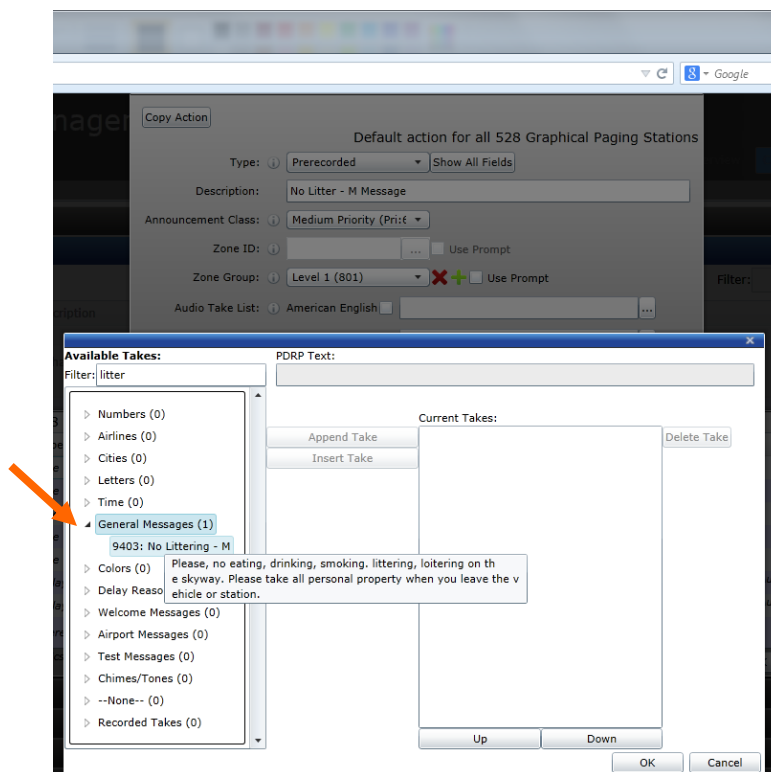 Google
nager
Copy Action
Default action for all 528 Graphical Paging Stations
Type: Prerecorded Show All Fields
Description: No Litter - M Message
Announcement Class: Medium Priority (Pri:6
Zone ID: ... Use Prompt
Zone Group: Level 1 (801) Use Prompt
Filter:
Audio Take List: American English ...
cription
Available Takes: PDRP Text:
Filter: litter
Numbers (0)
Current Takes:
Airlines (0) Append Take Delete Take
Cities (0) Insert Take
Letters (0)
Time (0)
General Messages (1)
9403: No Littering - M
Please, no eating, drinking, smoking. littering, loitering on th
e skyway. Please take all personal property when you leave the v
ehicle or station.
Colors (0)
Delay Reaso
Welcome Messages (0)
Airport Messages (0)
Test Messages (0)
Chimes/Tones (0)
--None-- (0)
Recorded Takes (0)
Up Down
OK Cancel